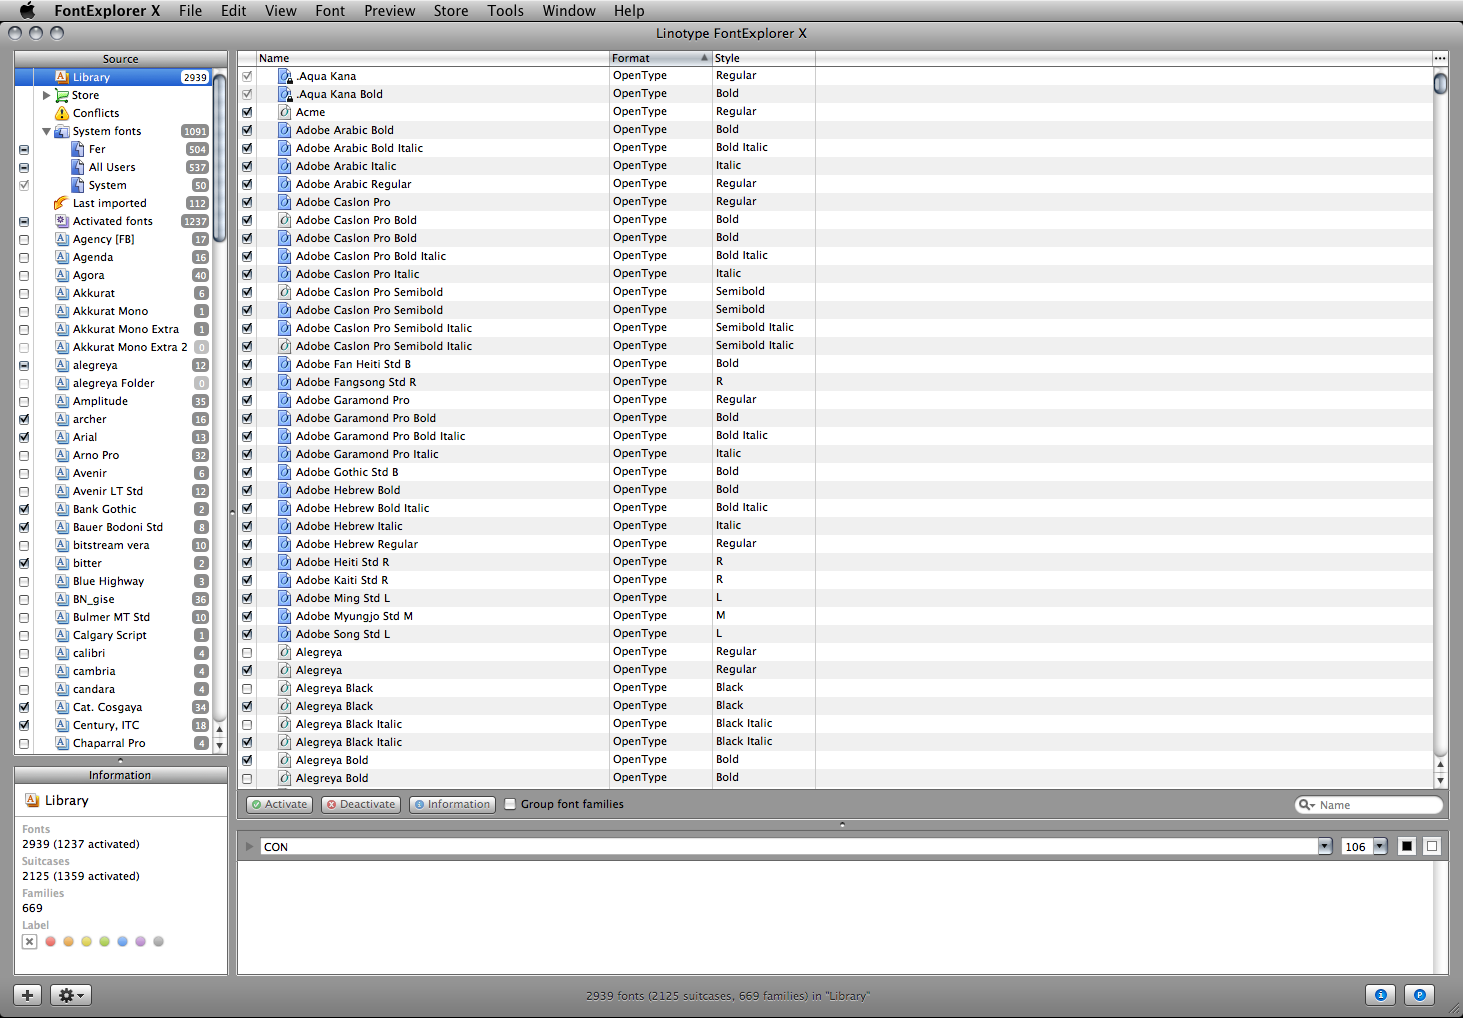 FontExplorer X File Edit View Font Preview Store Tools Window Help
Linotype FontExplorer X
Source
Library 2939
Store
Conflicts
System fonts 1091
Fer 504
All Users 537
System 50
Last imported 112
Activated fonts 1237
Agency [FB] 17
Agenda 16
Agora 40
Akkurat 6
Akkurat Mono 1
Akkurat Mono Extra 1
Akkurat Mono Extra 2 0
alegreya 12
alegreya Folder 0
Amplitude 35
archer 16
Arial 13
Arno Pro 32
Avenir 6
Avenir LT Std 12
Bank Gothic 2
Bauer Bodoni Std 8
bitstream vera 10
bitter 2
Blue Highway 3
BN_gise 36
Bulmer MT Std 10
Calgary Script 1
calibri 4
cambria 4
candara 4
Cat. Cosgaya 34
Century, ITC 18
Chaparral Pro 4
Information
Library
Fonts
2939 (1237 activated)
Suitcases
2125 (1359 activated)
Families
669
Label
Name Format Style
.Aqua Kana OpenType Regular
.Aqua Kana Bold OpenType Bold
Acme OpenType Regular
Adobe Arabic Bold OpenType Bold
Adobe Arabic Bold Italic OpenType Bold Italic
Adobe Arabic Italic OpenType Italic
Adobe Arabic Regular OpenType Regular
Adobe Caslon Pro OpenType Regular
Adobe Caslon Pro Bold OpenType Bold
Adobe Caslon Pro Bold OpenType Bold
Adobe Caslon Pro Bold Italic OpenType Bold Italic
Adobe Caslon Pro Italic OpenType Italic
Adobe Caslon Pro Semibold OpenType Semibold
Adobe Caslon Pro Semibold OpenType Semibold
Adobe Caslon Pro Semibold Italic OpenType Semibold Italic
Adobe Caslon Pro Semibold Italic OpenType Semibold Italic
Adobe Fan Heiti Std B OpenType Bold
Adobe Fangsong Std R OpenType R
Adobe Garamond Pro OpenType Regular
Adobe Garamond Pro Bold OpenType Bold
Adobe Garamond Pro Bold Italic OpenType Bold Italic
Adobe Garamond Pro Italic OpenType Italic
Adobe Gothic Std B OpenType Bold
Adobe Hebrew Bold OpenType Bold
Adobe Hebrew Bold Italic OpenType Bold Italic
Adobe Hebrew Italic OpenType Italic
Adobe Hebrew Regular OpenType Regular
Adobe Heiti Std R OpenType R
Adobe Kaiti Std R OpenType R
Adobe Ming Std L OpenType L
Adobe Myungjo Std M OpenType M
Adobe Song Std L OpenType L
Alegreya OpenType Regular
Alegreya OpenType Regular
Alegreya Black OpenType Black
Alegreya Black OpenType Black
Alegreya Black Italic OpenType Black Italic
Alegreya Black Italic OpenType Black Italic
Alegreya Bold OpenType Bold
Alegreya Bold OpenType Bold
Activate Deactivate Information Group font families Name
CON 106
2939 fonts (2125 suitcases, 669 families) in "Library"